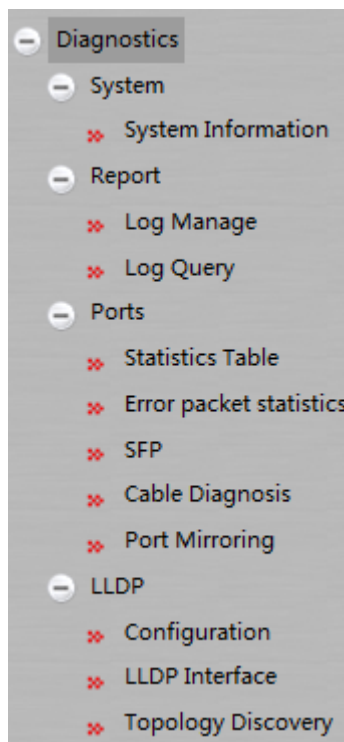 Diagnostics
System
System Information
Report
Log Manage
Log Query
Ports
Statistics Table
Error packet statistics
SFP
Cable Diagnosis
Port Mirroring
LLDP
Configuration
LLDP Interface
Topology Discovery